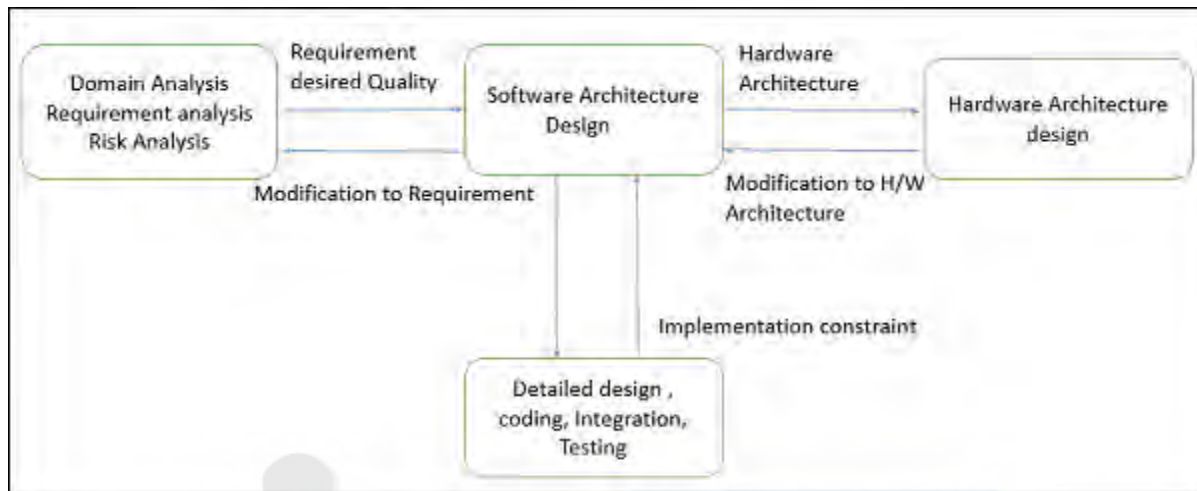 Domain Analysis
Requirement analysis
Risk Analysis
Requirement
desired Quality
Modification to Requirement
Software Architecture
Design
Hardware
Architecture
Modification to H/W
Architecture
Hardware Architecture
design
Implementation constraint
Detailed design ,
coding, Integration,
Testing